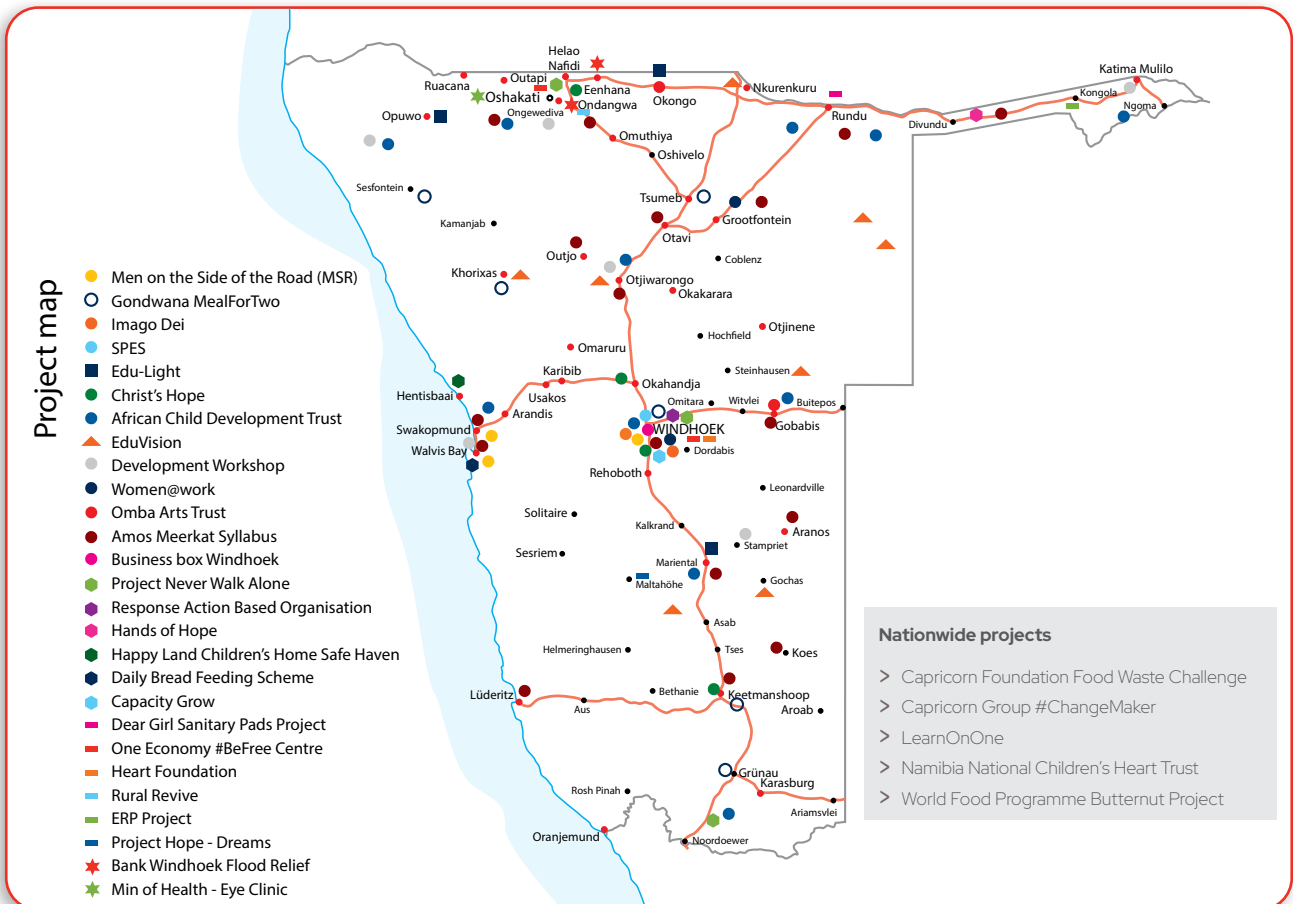 Project map
Men on the Side of the Road (MSR)
Gondwana MealForTwo
Imago Dei
SPES
Edu-Light
Christ's Hope
African Child Development Trust
EduVision
Development Workshop
Women@work
Omba Arts Trust
Amos Meerkat Syllabus
Business box Windhoek
Project Never Walk Alone
Response Action Based Organisation
Hands of Hope
Happy Land Children's Home Safe Haven
Daily Bread Feeding Scheme
Capacity Grow
Dear Girl Sanitary Pads Project
One Economy #BeFree Centre
Heart Foundation
Rural Revive
ERP Project
Project Hope - Dreams
Bank Windhoek Flood Relief
Min of Health - Eye Clinic
Helao
Nafidi
Ruacana
Outapi
Oshakati
Eenhana
Ondangwa
Ongewediva
Opuwo
Omuthiya
Oshivelo
Okongo
Nkurenkuru
Rundu
Divundu
Kongola
Katima Mulilo
Ngoma
Sesfontein
Kamanjab
Tsumeb
Grootfontein
Otavi
Outjo
Khorixas
Coblenz
Otjiwarongo
Okakarara
Hochfield
Otjinene
Omaruru
Karibib
Usakos
Okahandja
Steinhausen
Hentisbaai
Arandis
Swakopmund
Walvis Bay
Omitara
Witvlei
Buitepos
Gobabis
WINDHOEK
Dordabis
Rehoboth
Leonardville
Solitaire
Kalkrand
Aranos
Stampriet
Sesriem
Mariental
Maltahöhe
Gochas
Asab
Helmeringhausen
Tses
Koes
Lüderitz
Aus
Bethanie
Keetmanshoop
Aroab
Grünau
Karasburg
Rosh Pinah
Ariamsvlei
Oranjemund
Noordoewer
Nationwide projects
> Capricorn Foundation Food Waste Challenge
> Capricorn Group #ChangeMaker
> LearnOnOne
> Namibia National Children's Heart Trust
> World Food Programme Butternut Project